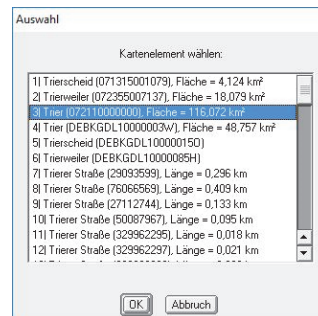 Auswahl
Kartenelement wählen:
1| Trierscheid (071315001079), Fläche = 4,124 km²
2| Trierweiler (072355007137), Fläche = 18,079 km²
3| Trier (072110000000), Fläche = 116,072 km²
4| Trier (DEBKGDL10000003W), Fläche = 48,757 km²
5| Trierscheid (DEBKGDL1000001SO)
6| Trierweiler (DEBKGDL10000085H)
7| Trierer Straße (29093599), Länge = 0,296 km
8| Trierer Straße (76066569), Länge = 0,409 km
9| Trierer Straße (27112744), Länge = 0,133 km
10| Trierer Straße (50087967), Länge = 0,095 km
11| Trierer Straße (329962295), Länge = 0,018 km
12| Trierer Straße (329962297), Länge = 0,021 km
OK Abbruch